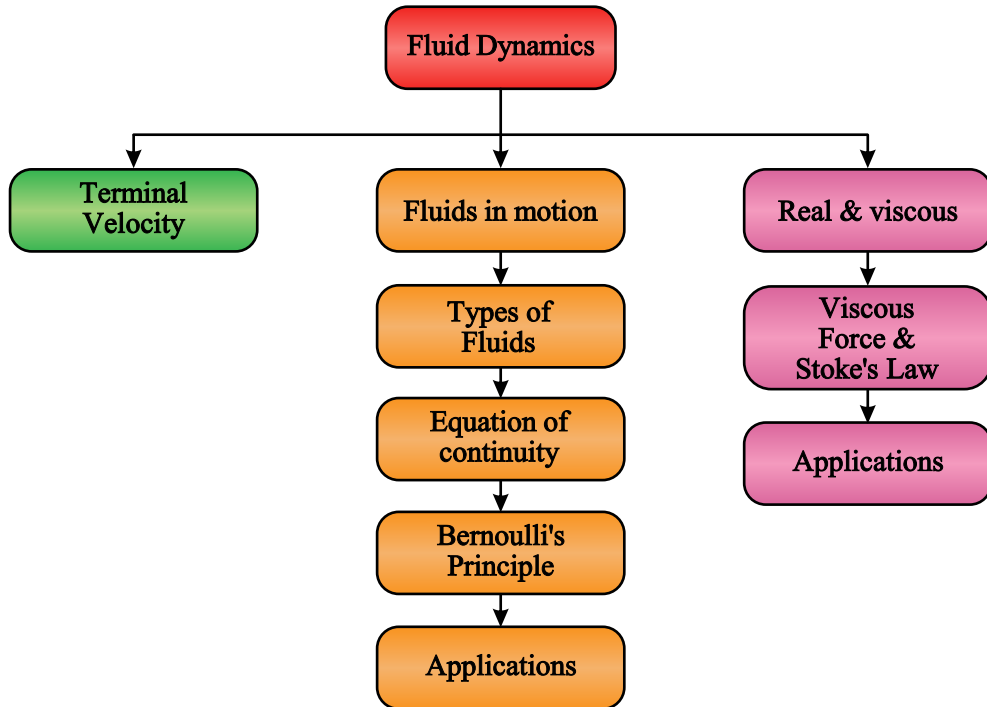 Fluid Dynamics
Terminal
Velocity
Fluids in motion
Real & viscous
Types of
Fluids
Viscous
Force &
Stoke's Law
Equation of
continuity
Applications
Bernoulli's
Principle
Applications